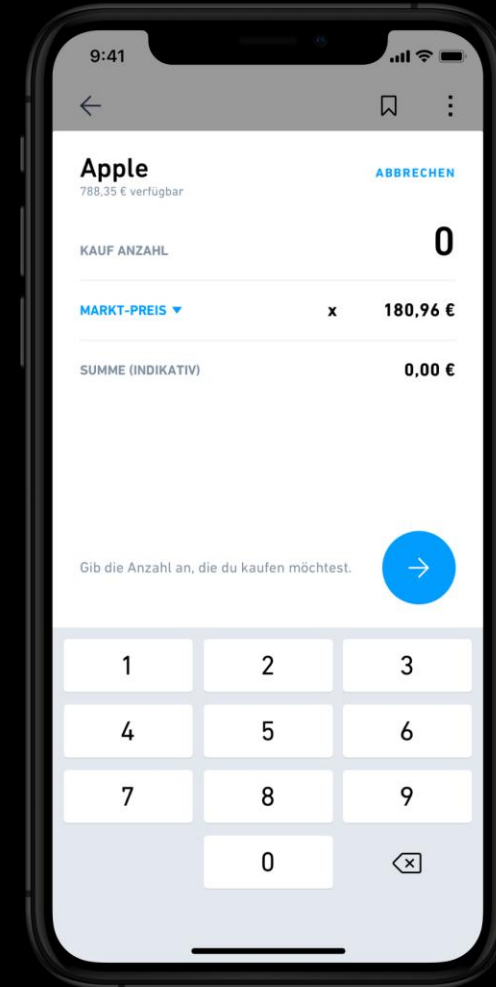 9:41
Apple
ABBRECHEN
788,35 € verfügbar
KAUF ANZAHL 0
MARKT-PREIS ▼ x 180,96 €
SUMME (INDIKATIV) 0,00 €
Gib die Anzahl an, die du kaufen möchtest.
1 2 3
4 5 6
7 8 9
0